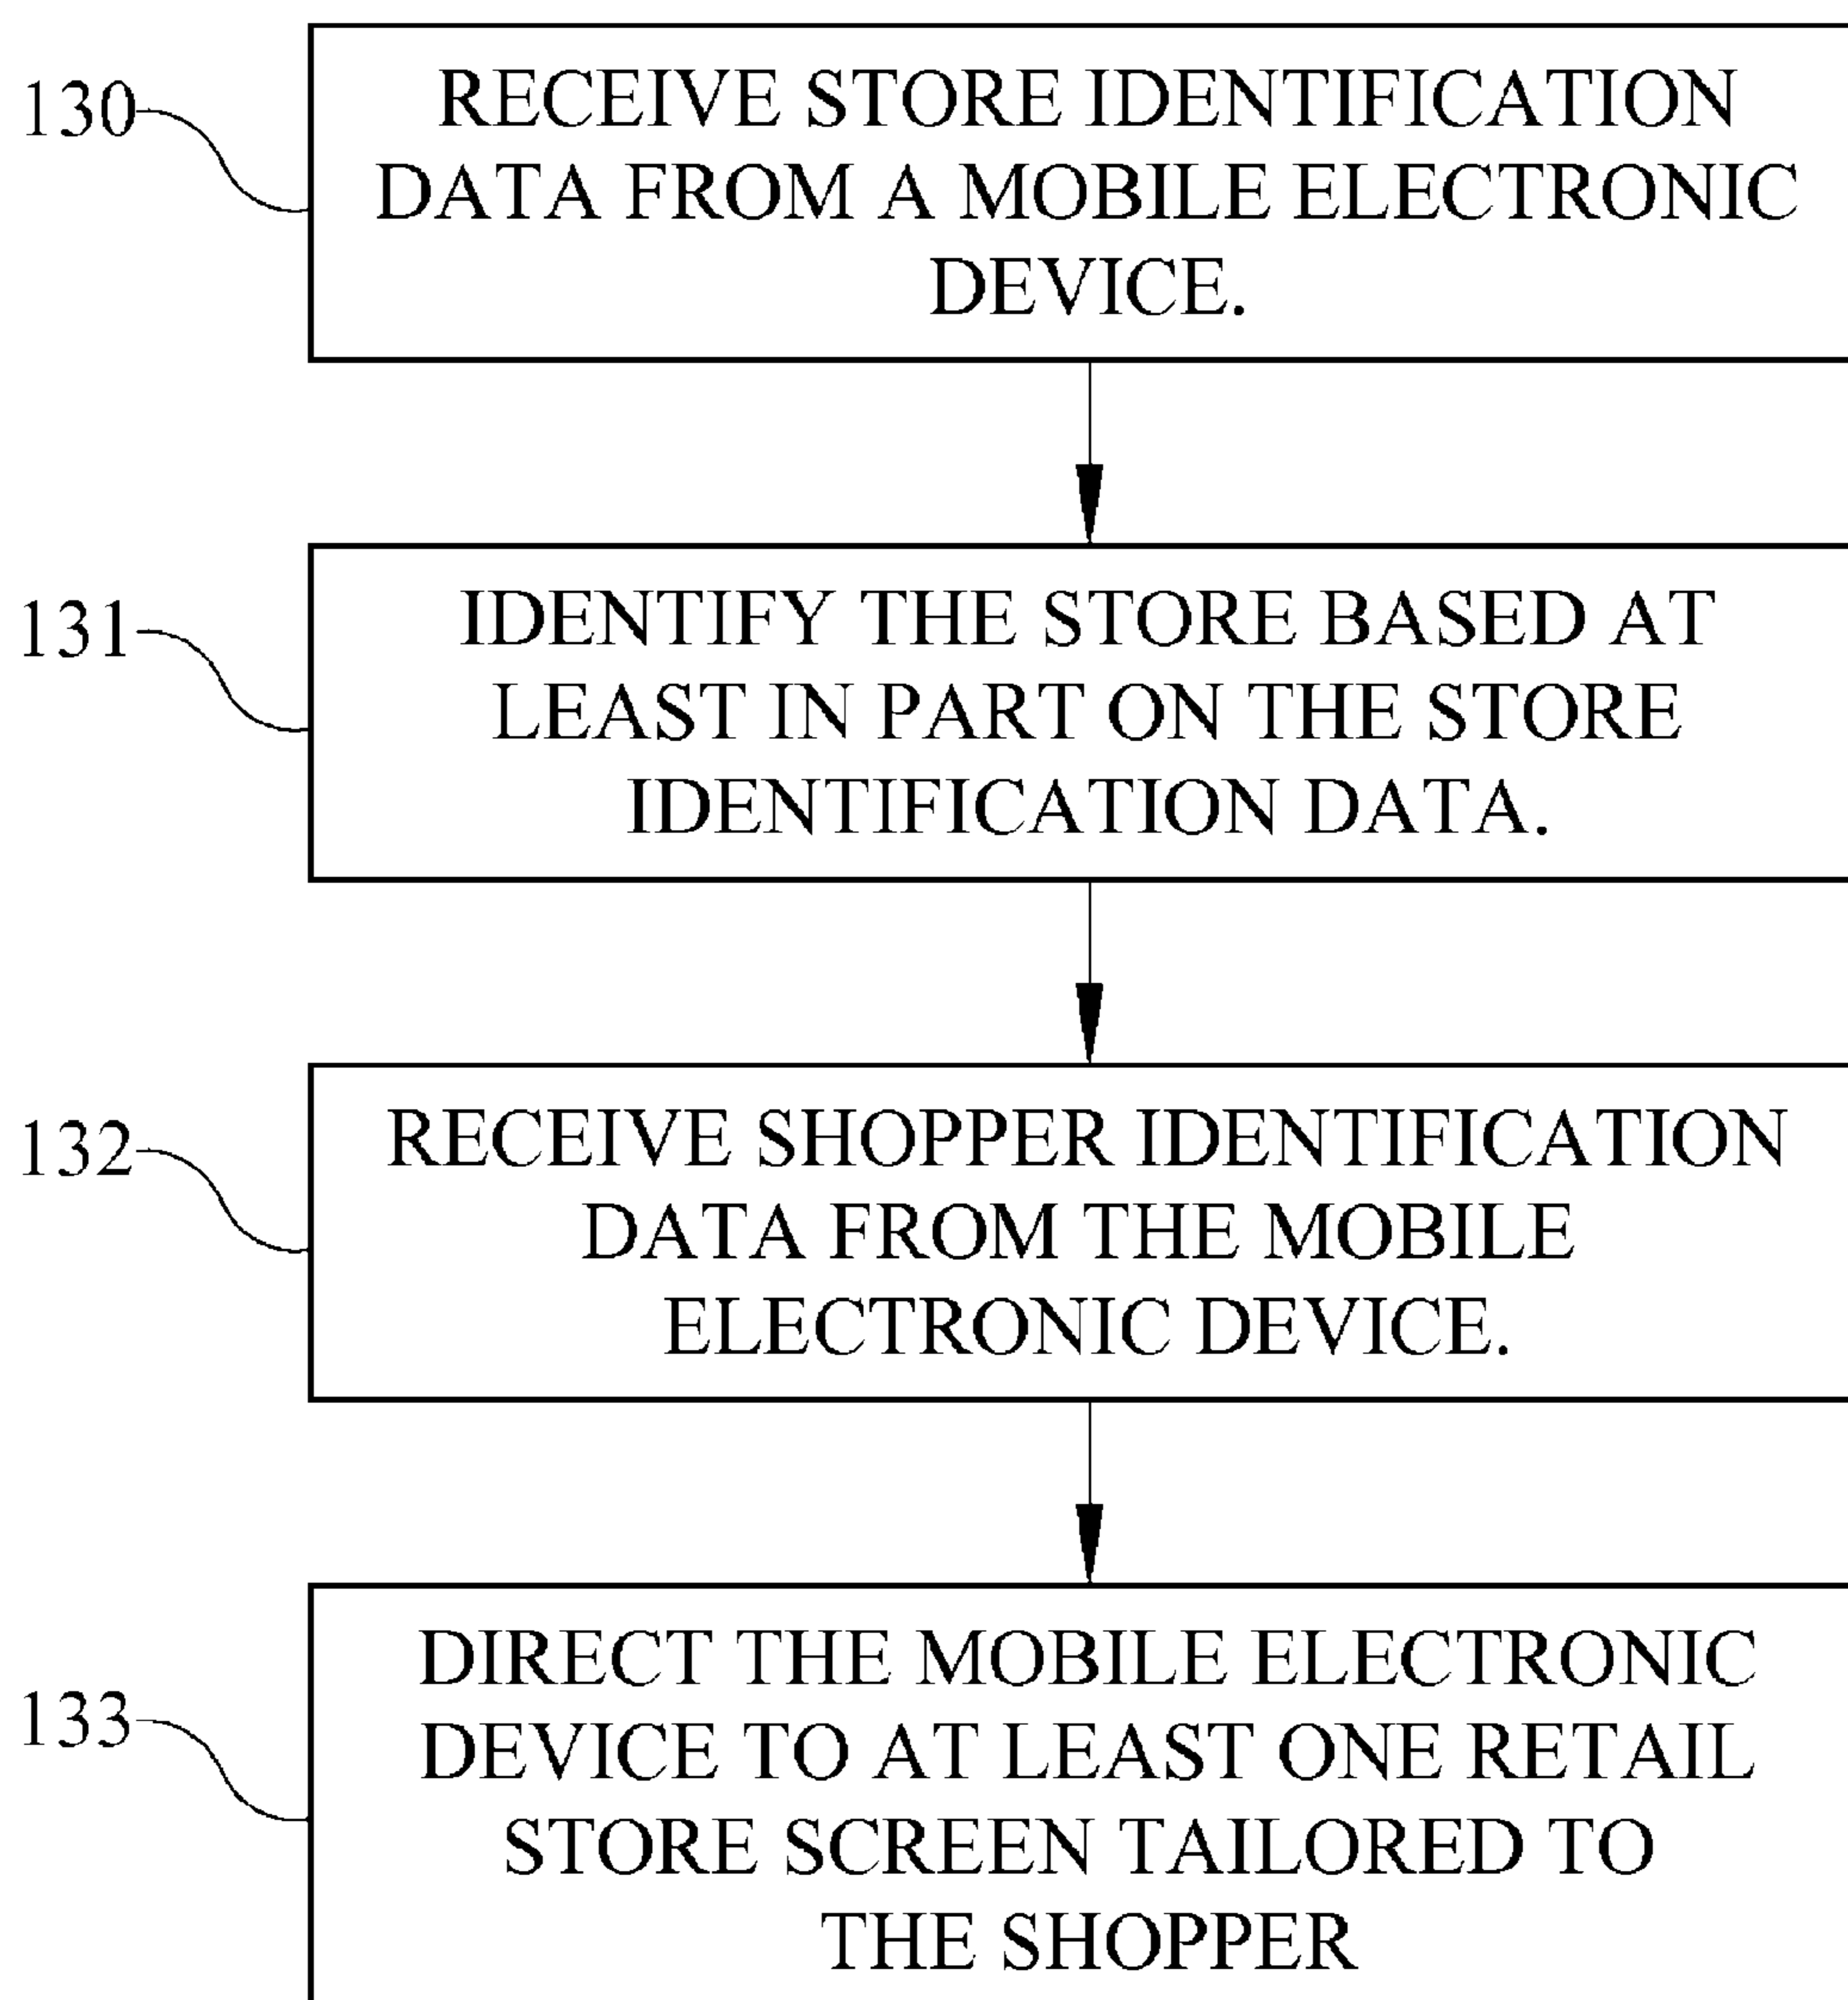 130
RECEIVE STORE IDENTIFICATION
DATA FROM A MOBILE ELECTRONIC
DEVICE.
131
IDENTIFY THE STORE BASED AT
LEAST IN PART ON THE STORE
IDENTIFICATION DATA.
132
RECEIVE SHOPPER IDENTIFICATION
DATA FROM THE MOBILE
ELECTRONIC DEVICE.
133
DIRECT THE MOBILE ELECTRONIC
DEVICE TO AT LEAST ONE RETAIL
STORE SCREEN TAILORED TO
THE SHOPPER